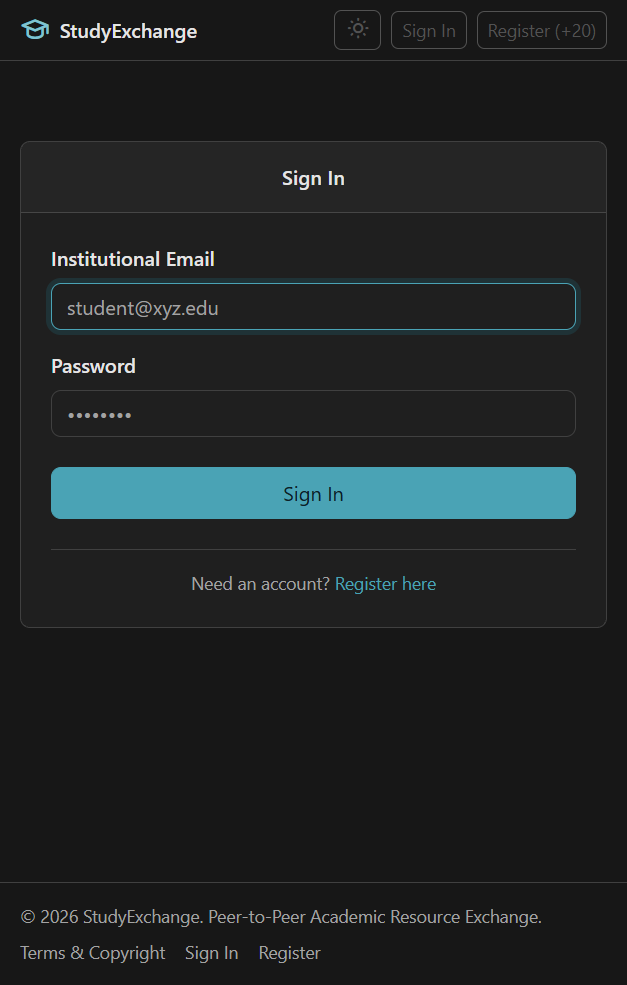 StudyExchange
Sign In
Register (+20)
Sign In
Institutional Email
student@xyz.edu
Password
••••••••
Sign In
Need an account? Register here
© 2026 StudyExchange. Peer-to-Peer Academic Resource Exchange.
Terms & Copyright Sign In Register